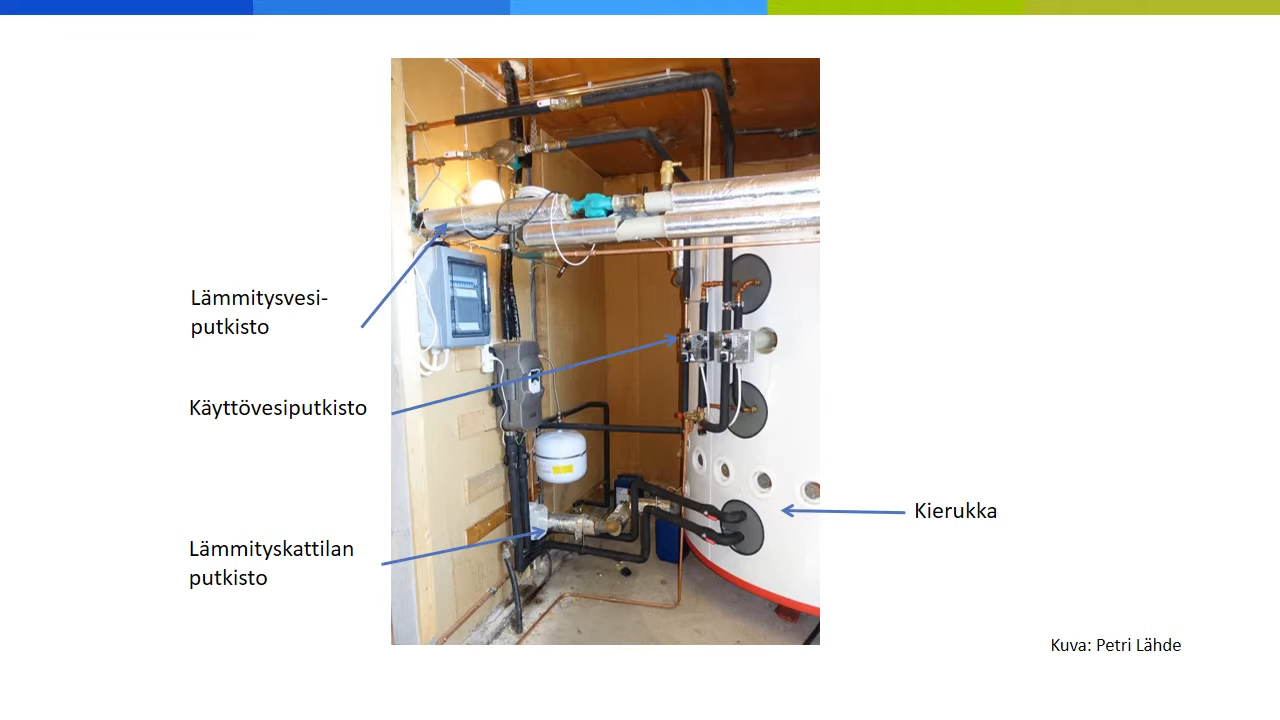 Lämmitysvesi-
putkisto
Käyttövesiputkisto
Lämmityskattilan
putkisto
Kierukka
Kuva: Petri Lähde